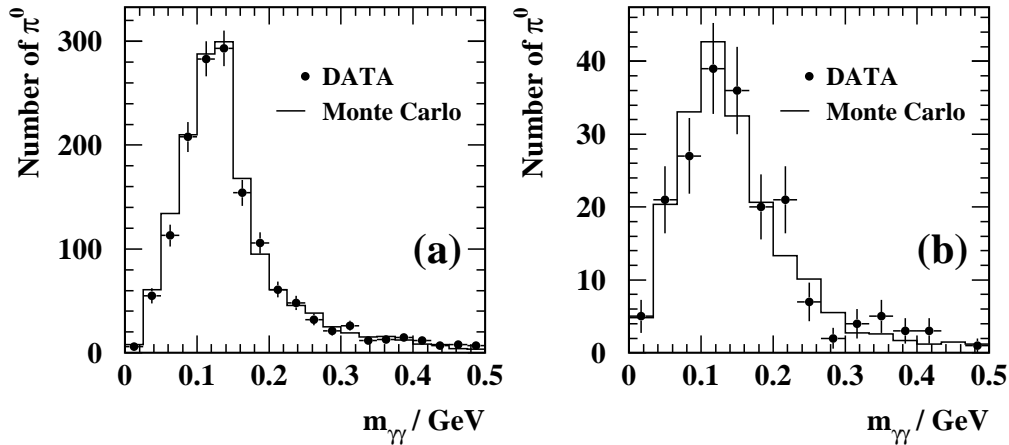 Number of π⁰
300
200
100
0
DATA
Monte Carlo
(a)
0 0.1 0.2 0.3 0.4 0.5
m_γγ / GeV
Number of π⁰
40
30
20
10
0
DATA
Monte Carlo
(b)
0 0.1 0.2 0.3 0.4 0.5
m_γγ / GeV